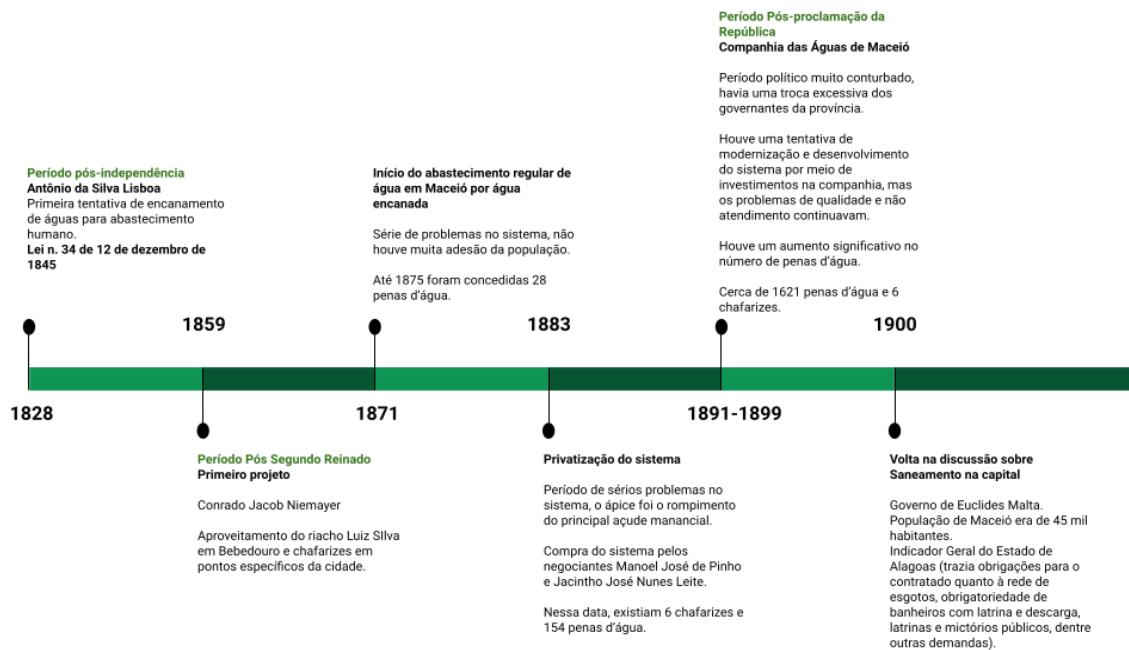 Período Pós-proclamação da
República
Companhia das Águas de Maceió
Período político muito conturbado,
havia uma troca excessiva dos
governantes da província.
Houve uma tentativa de
modernização e desenvolvimento
do sistema por meio de
investimentos na companhia, mas
os problemas de qualidade e não
atendimento continuavam.
Houve um aumento significativo no
número de penas d'água.
Cerca de 1621 penas d'água e 6
chafarizes.
Período pós-independência
Antônio da Silva Lisboa
Primeira tentativa de encanamento
de águas para abastecimento
humano.
Lei n. 34 de 12 de dezembro de
1845
Início do abastecimento regular de
água em Maceió por água
encanada
Série de problemas no sistema, não
houve muita adesão da população.
Até 1875 foram concedidas 28
penas d'água.
1859
1883
1900
1828
1871
1891-1899
Período Pós Segundo Reinado
Primeiro projeto
Conrado Jacob Niemayer
Aproveitamento do riacho Luiz SIlva
em Bebedouro e chafarizes em
pontos específicos da cidade.
Privatização do sistema
Período de sérios problemas no
sistema, o ápice foi o rompimento
do principal açude manancial.
Compra do sistema pelos
negociantes Manoel José de Pinho
e Jacintho José Nunes Leite.
Nessa data, existiam 6 chafarizes e
154 penas d'água.
Volta na discussão sobre
Saneamento na capital
Governo de Euclides Malta.
População de Maceió era de 45 mil
habitantes.
Indicador Geral do Estado de
Alagoas (trazia obrigações para o
contratado quanto à rede de
esgotos, obrigatoriedade de
banheiros com latrina e descarga,
latrinas e mictórios públicos, dentre
outras demandas).